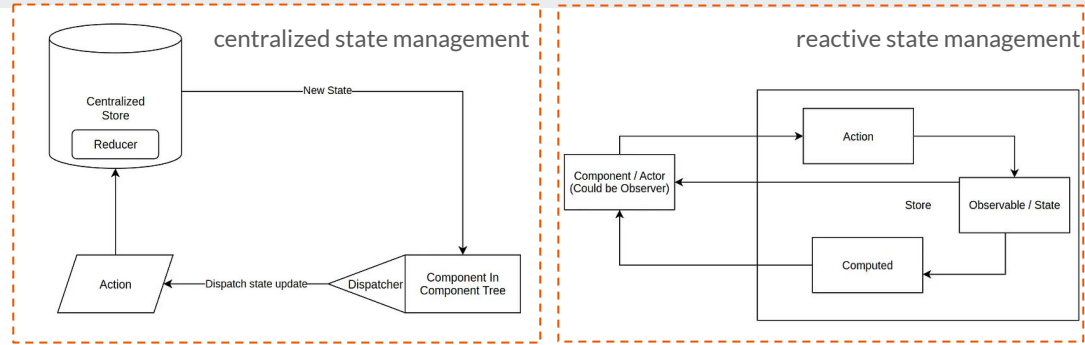 centralized state management
Centralized
Store
Reducer
New State
Action
Dispatch state update
Dispatcher
Component In
Component Tree
reactive state management
Action
Component / Actor
(Could be Observer)
Store
Observable / State
Computed